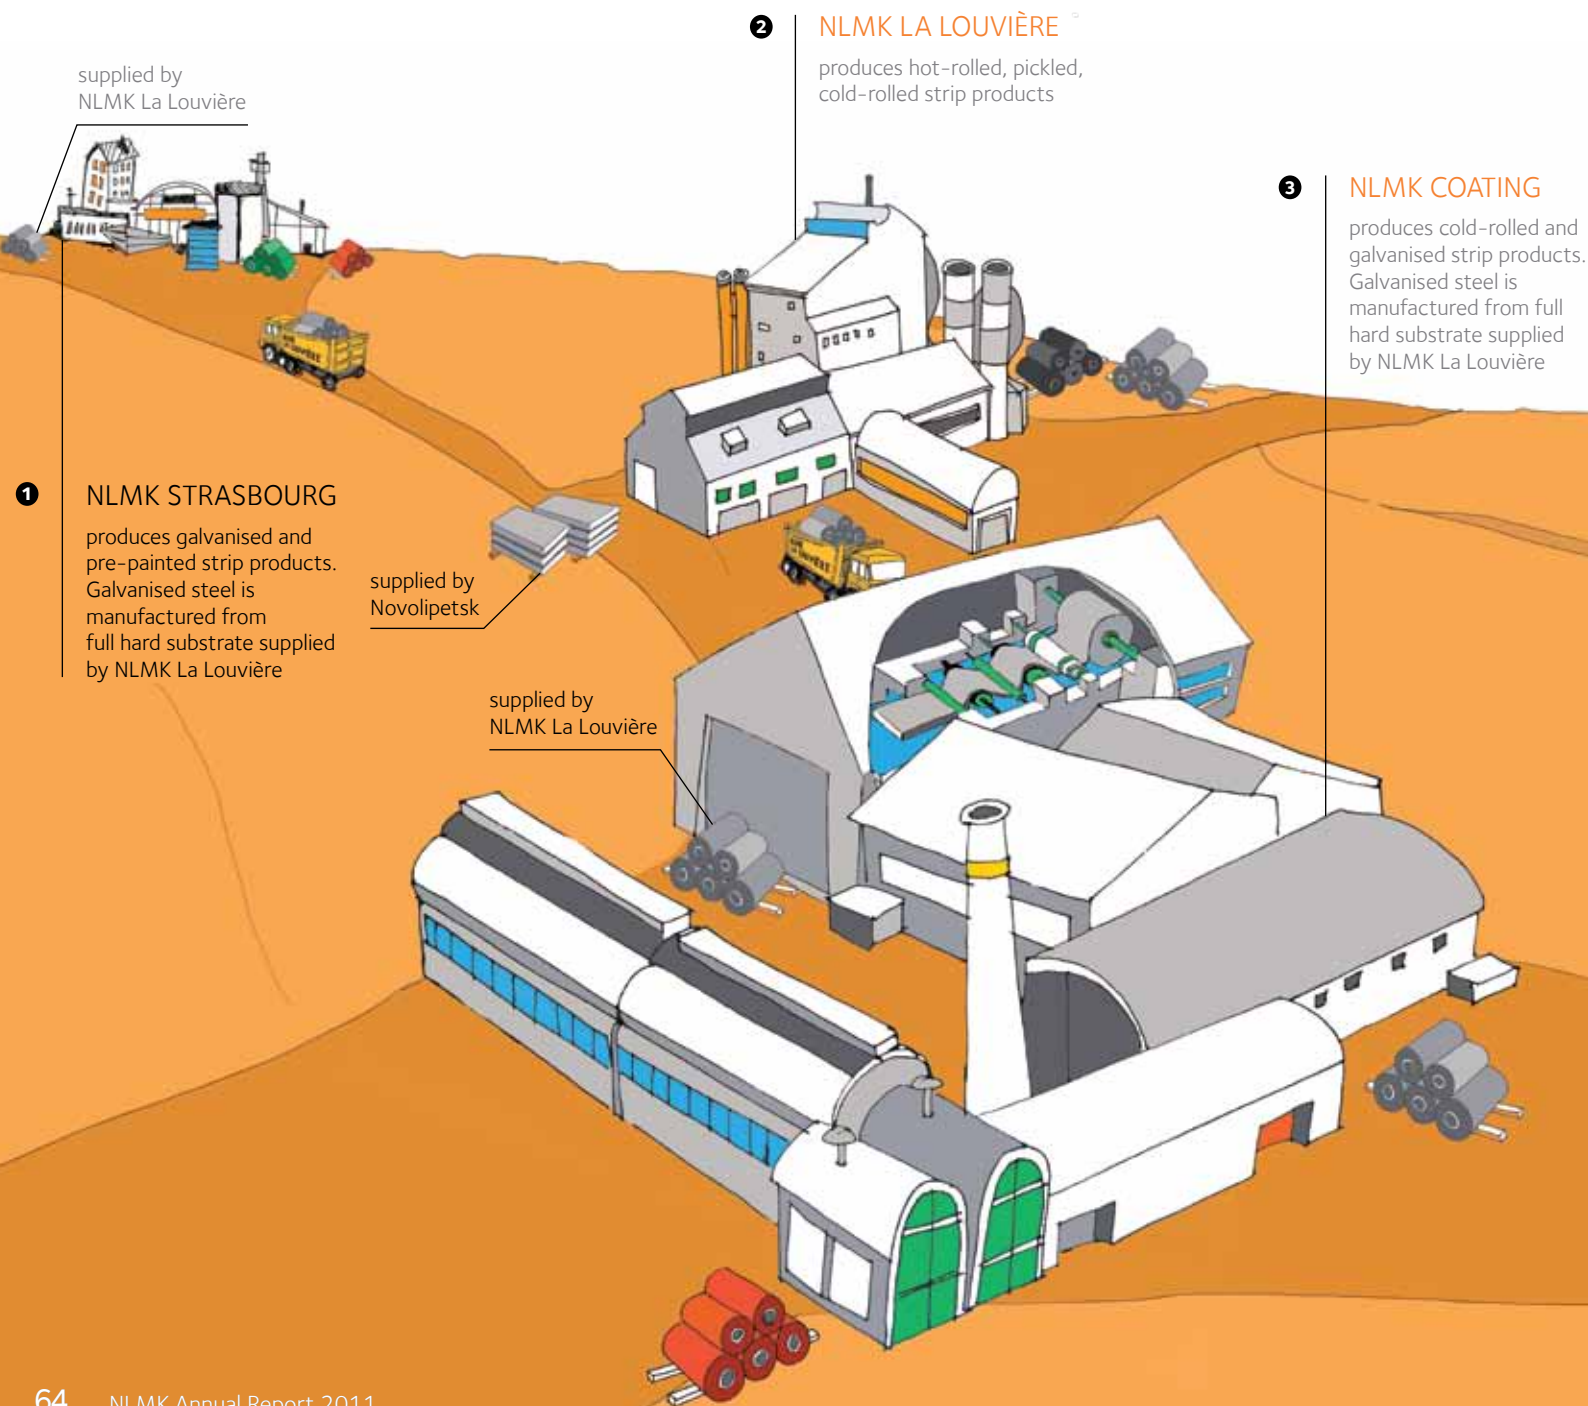 supplied by
NLMK La Louvière
2
NLMK LA LOUVIÈRE
produces hot-rolled, pickled,
cold-rolled strip products
3
NLMK COATING
produces cold-rolled and
galvanised strip products.
Galvanised steel is
manufactured from full
hard substrate supplied
by NLMK La Louvière
1
NLMK STRASBOURG
produces galvanised and
pre-painted strip products.
Galvanised steel is
manufactured from
full hard substrate supplied
by NLMK La Louvière
supplied by
Novolipetsk
supplied by
NLMK La Louvière
64 NLMK Annual Report 2011